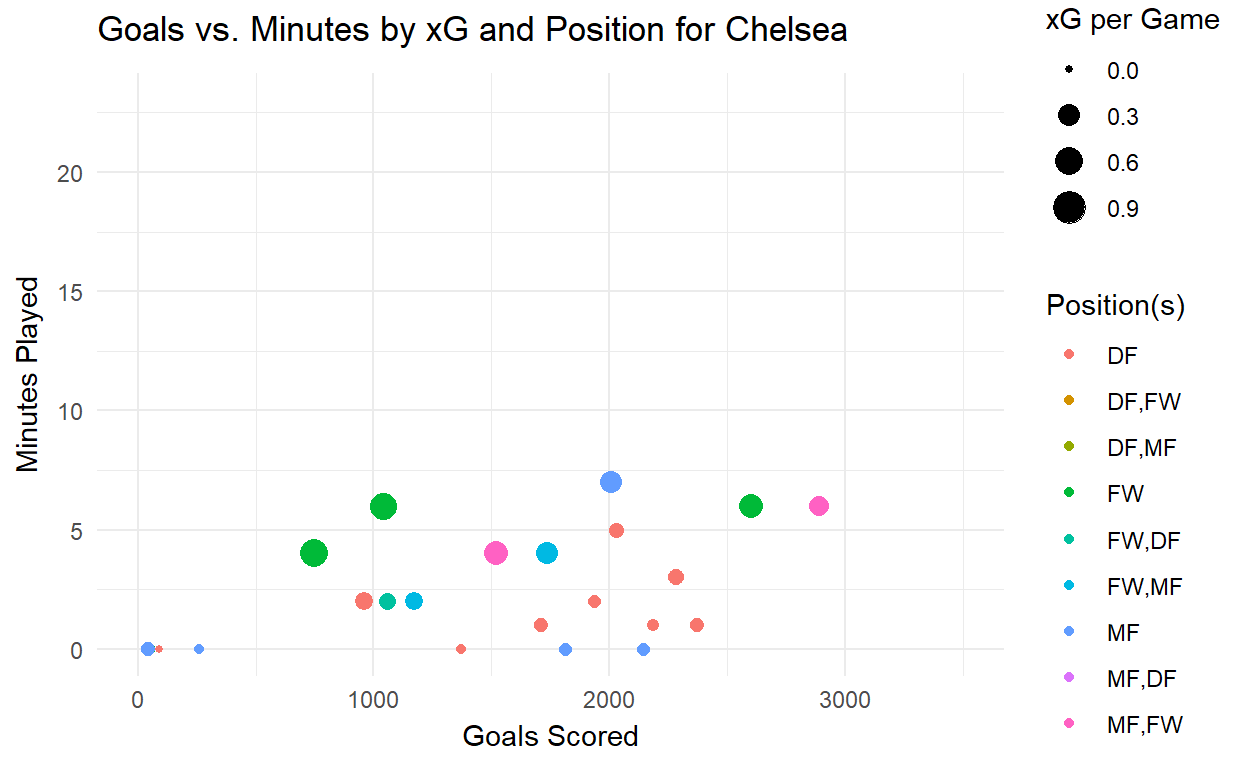 Goals vs. Minutes by xG and Position for Chelsea
xG per Game
0.0
0.3
0.6
0.9
Position(s)
DF
DF,FW
DF,MF
FW
FW,DF
FW,MF
MF
MF,DF
MF,FW
Minutes Played
20
15
10
5
0
0 1000 2000 3000
Goals Scored